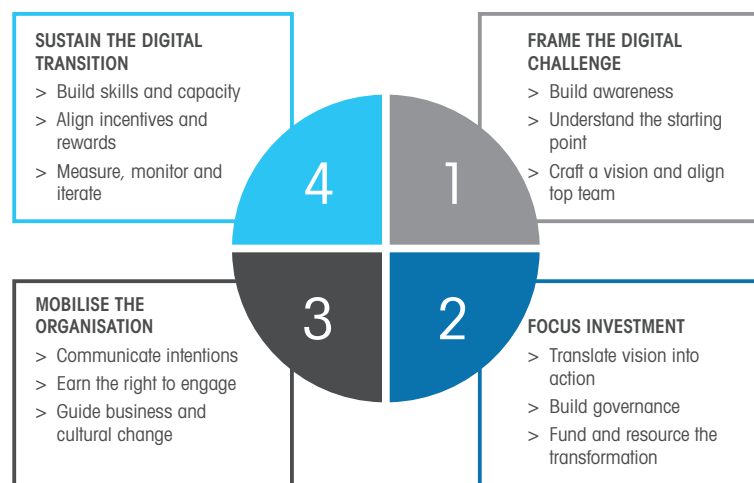 SUSTAIN THE DIGITAL
TRANSITION
> Build skills and capacity
> Align incentives and
rewards
> Measure, monitor and
iterate
4
FRAME THE DIGITAL
CHALLENGE
> Build awareness
> Understand the starting
point
> Craft a vision and align
top team
1
MOBILISE THE
ORGANISATION
> Communicate intentions
> Earn the right to engage
> Guide business and
cultural change
3
FOCUS INVESTMENT
> Translate vision into
action
> Build governance
> Fund and resource the
transformation
2